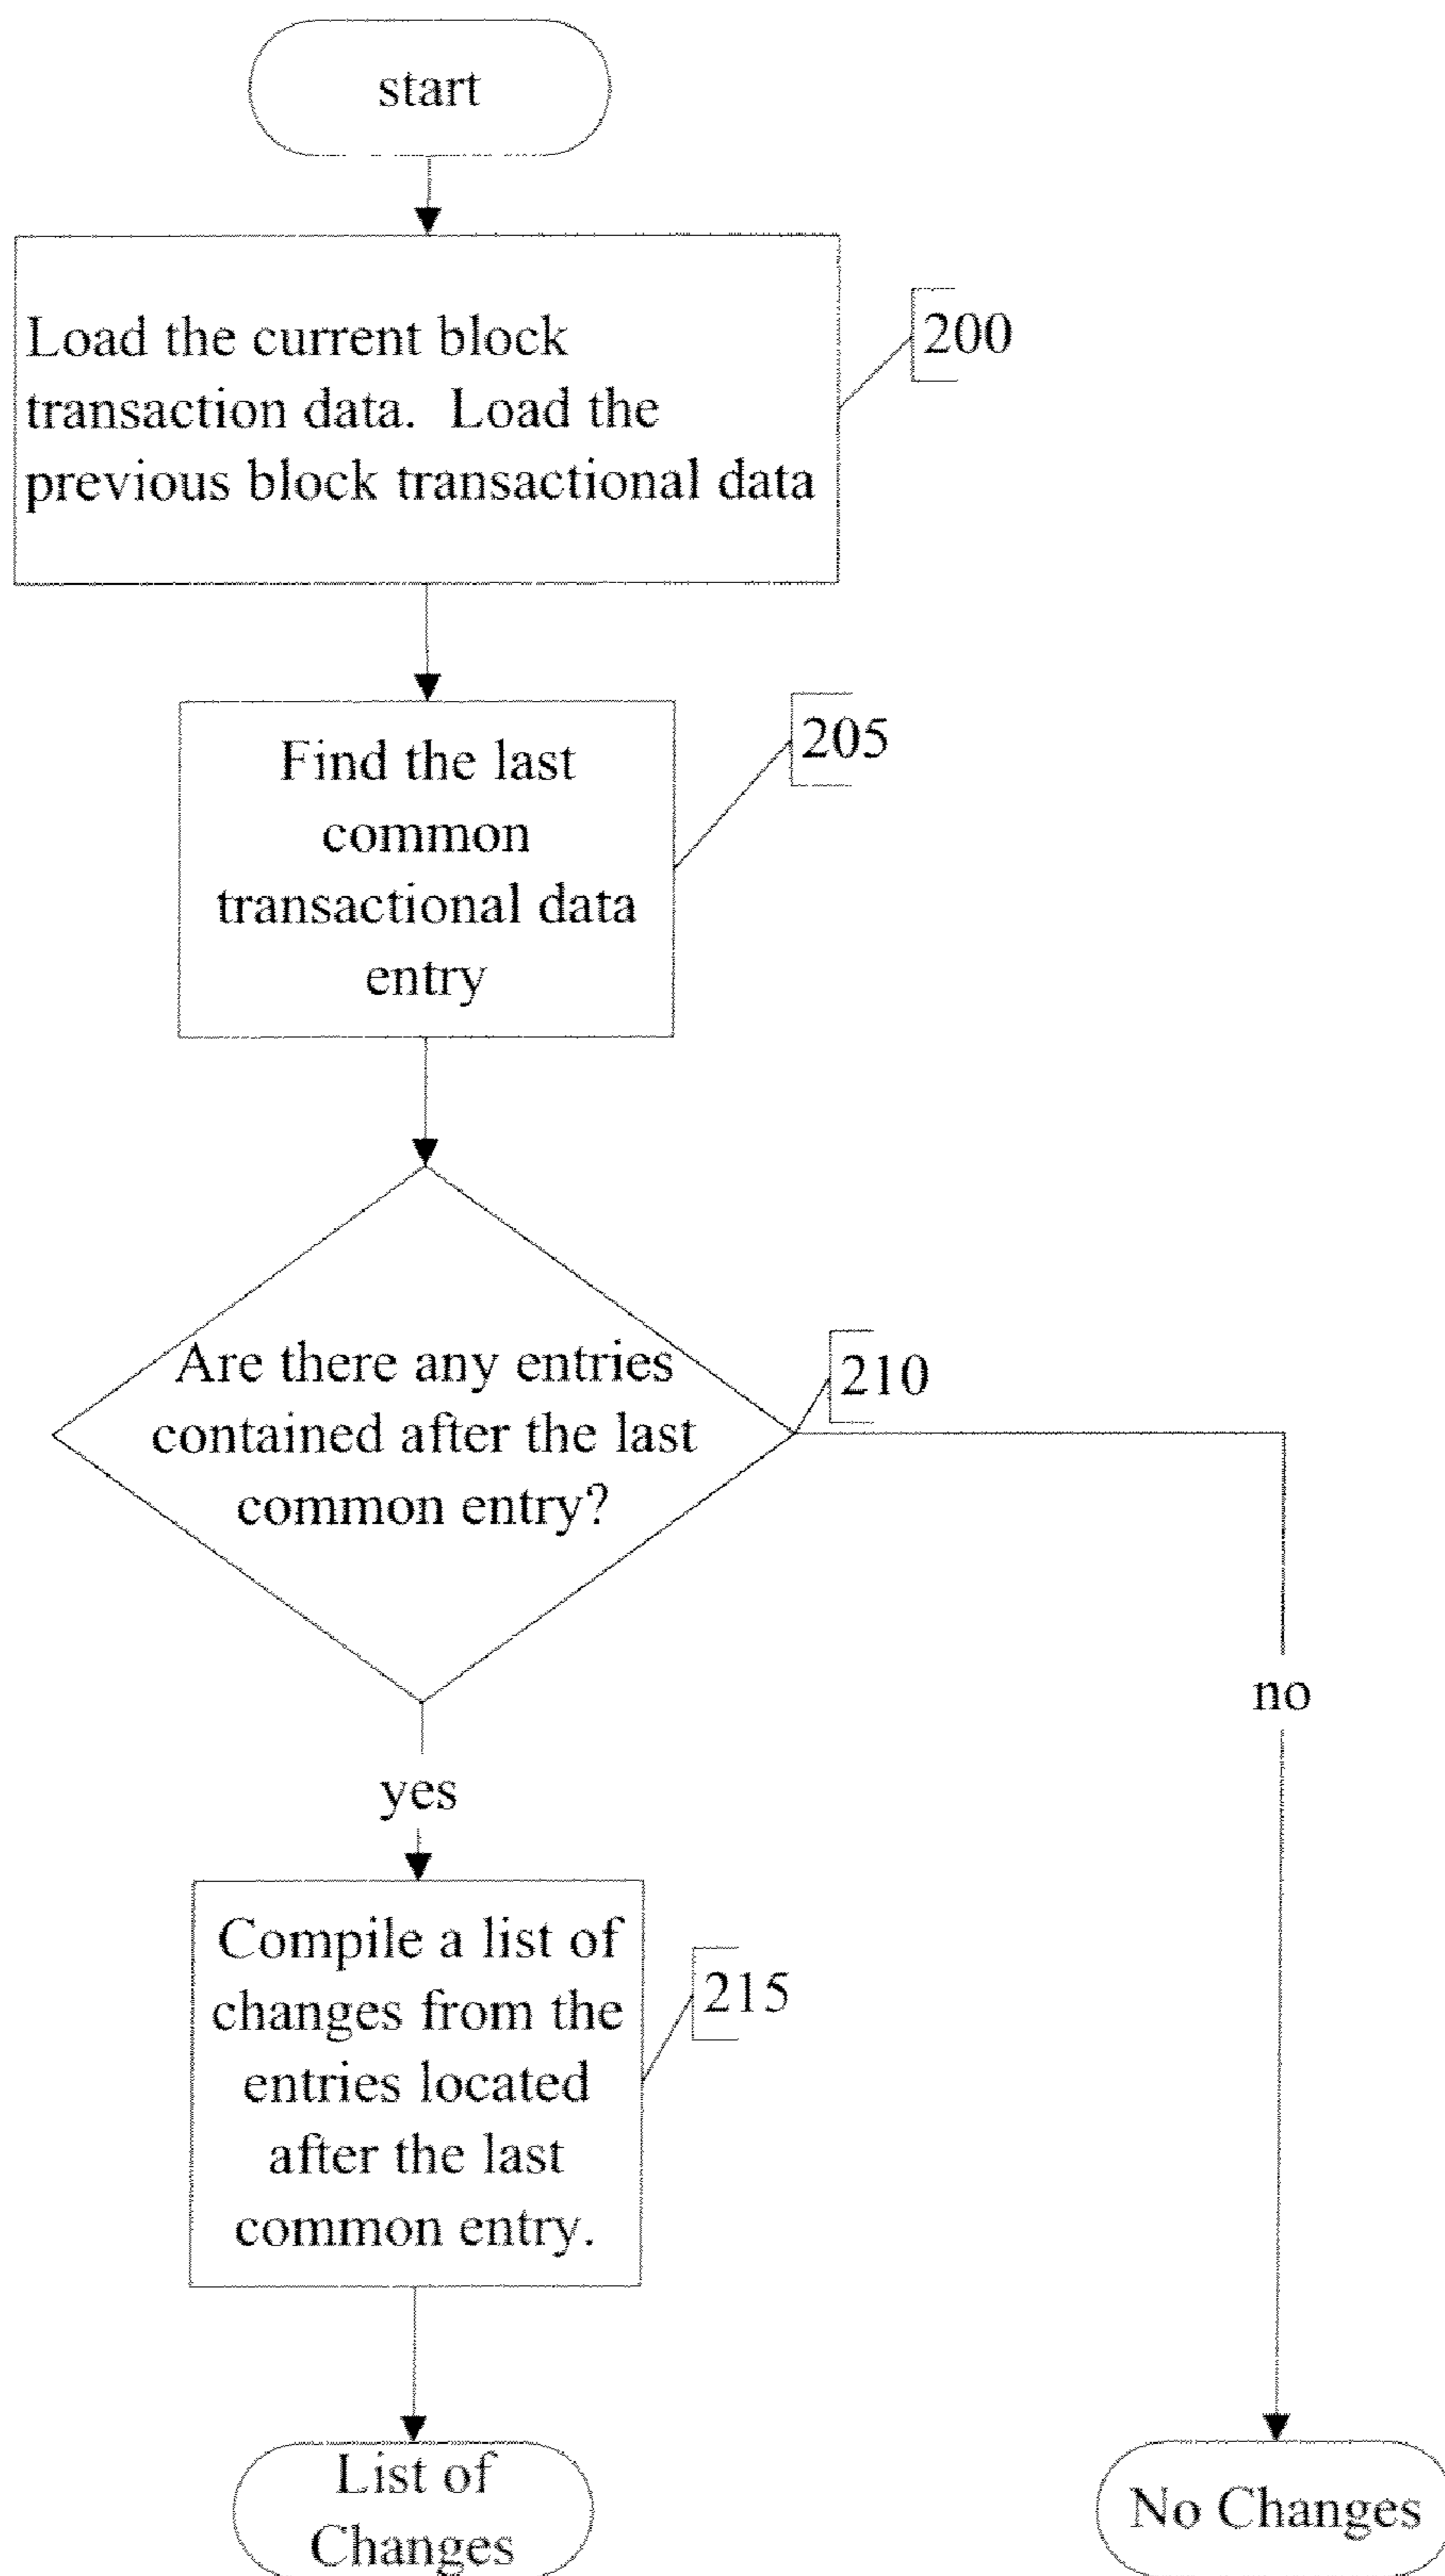 start
Load the current block
transaction data.  Load the
previous block transactional data
200
Find the last
common
transactional data
entry
205
Are there any entries
contained after the last
common entry?
210
no
yes
Compile a list of
changes from the
entries located
after the last
common entry.
215
List of
Changes
No Changes